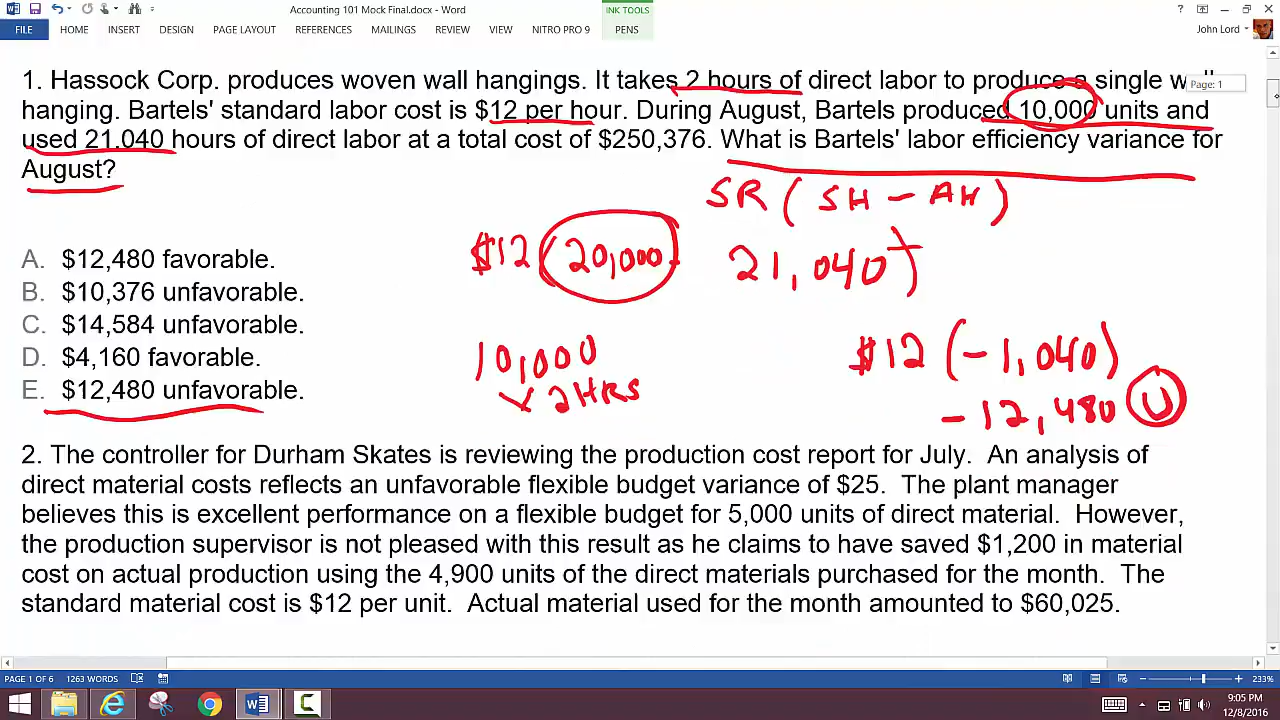 Accounting 101 Mock Final.docx - Word
INK TOOLS
FILE HOME INSERT DESIGN PAGE LAYOUT REFERENCES MAILINGS REVIEW VIEW NITRO PRO 9 PENS
John Lord
Page: 1
1. Hassock Corp. produces woven wall hangings. It takes 2 hours of direct labor to produce a single wall
hanging. Bartels' standard labor cost is $12 per hour. During August, Bartels produced 10,000 units and
used 21.040 hours of direct labor at a total cost of $250,376. What is Bartels' labor efficiency variance for
August?
SR ( SH - AH )
$12 (20,000 21,040)
A. $12,480 favorable.
B. $10,376 unfavorable.
C. $14,584 unfavorable.
D. $4,160 favorable.
E. $12,480 unfavorable.
10,000
x 2 HRS
$12 (-1,040)
-12,480 U
2. The controller for Durham Skates is reviewing the production cost report for July. An analysis of
direct material costs reflects an unfavorable flexible budget variance of $25. The plant manager
believes this is excellent performance on a flexible budget for 5,000 units of direct material. However,
the production supervisor is not pleased with this result as he claims to have saved $1,200 in material
cost on actual production using the 4,900 units of the direct materials purchased for the month. The
standard material cost is $12 per unit. Actual material used for the month amounted to $60,025.
PAGE 1 OF 6 1263 WORDS 233%
9:05 PM
12/8/2016